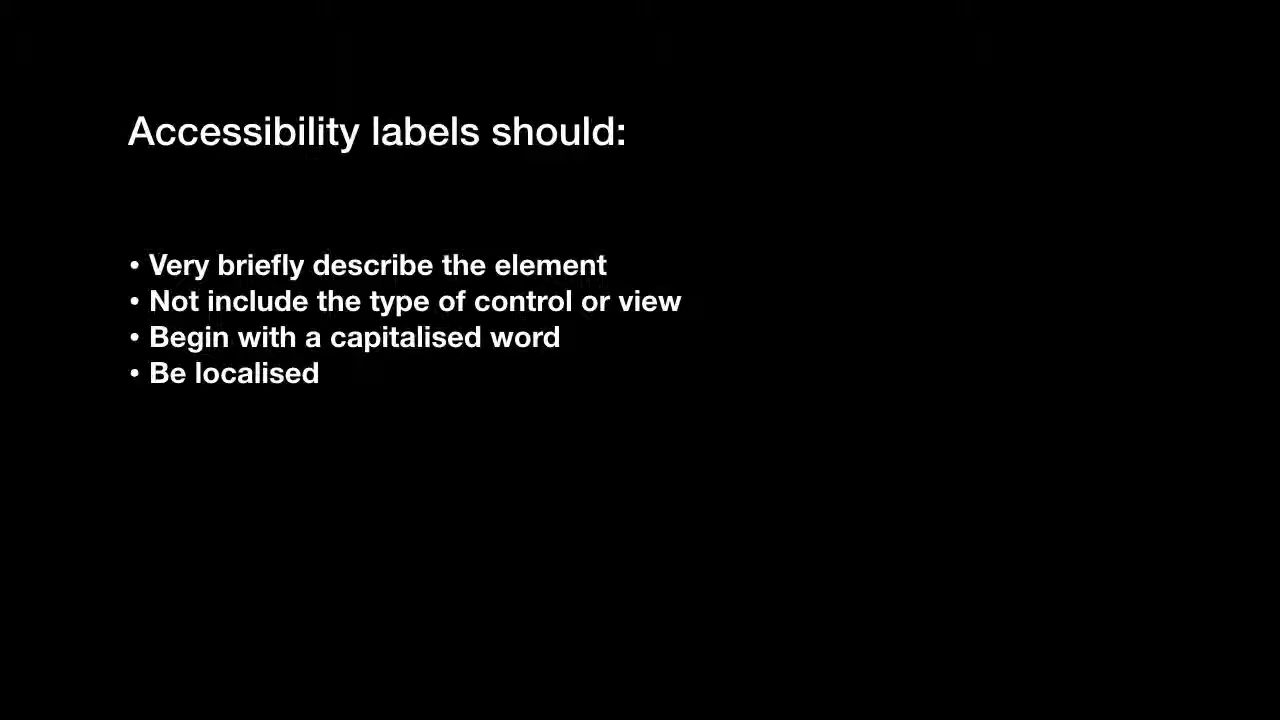 Accessibility labels should:
• Very briefly describe the element
• Not include the type of control or view
• Begin with a capitalised word
• Be localised